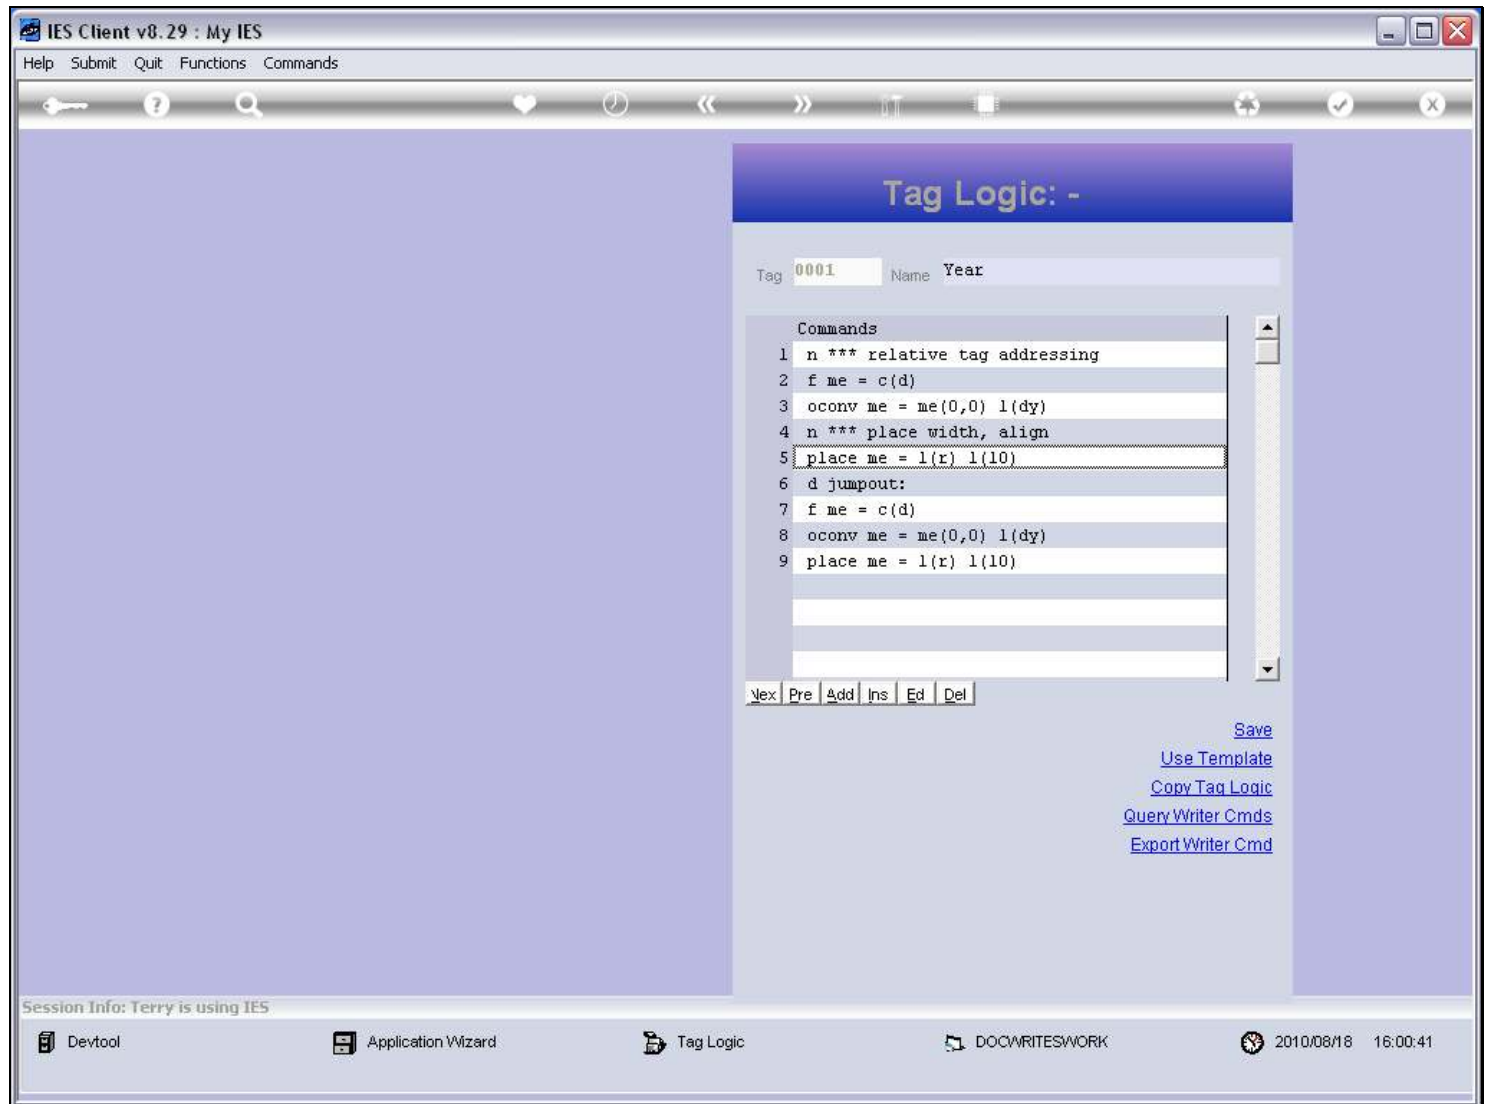 IES Client v8.29 : My IES
Help Submit Quit Functions Commands
Tag Logic: -
Tag 0001 Name Year
Commands
1 n *** relative tag addressing
2 f me = c(d)
3 oconv me = me(0,0) l(dy)
4 n *** place width, align
5 place me = l(r) l(10)
6 d jumpout:
7 f me = c(d)
8 oconv me = me(0,0) l(dy)
9 place me = l(r) l(10)
Nex Pre Add Ins Ed Del
Save
Use Template
Copy Tag Logic
Query Writer Cmds
Export Writer Cmd
Session Info: Terry is using IES
Devtool Application Wizard Tag Logic DOCWRITESWORK 2010/08/18 16:00:41